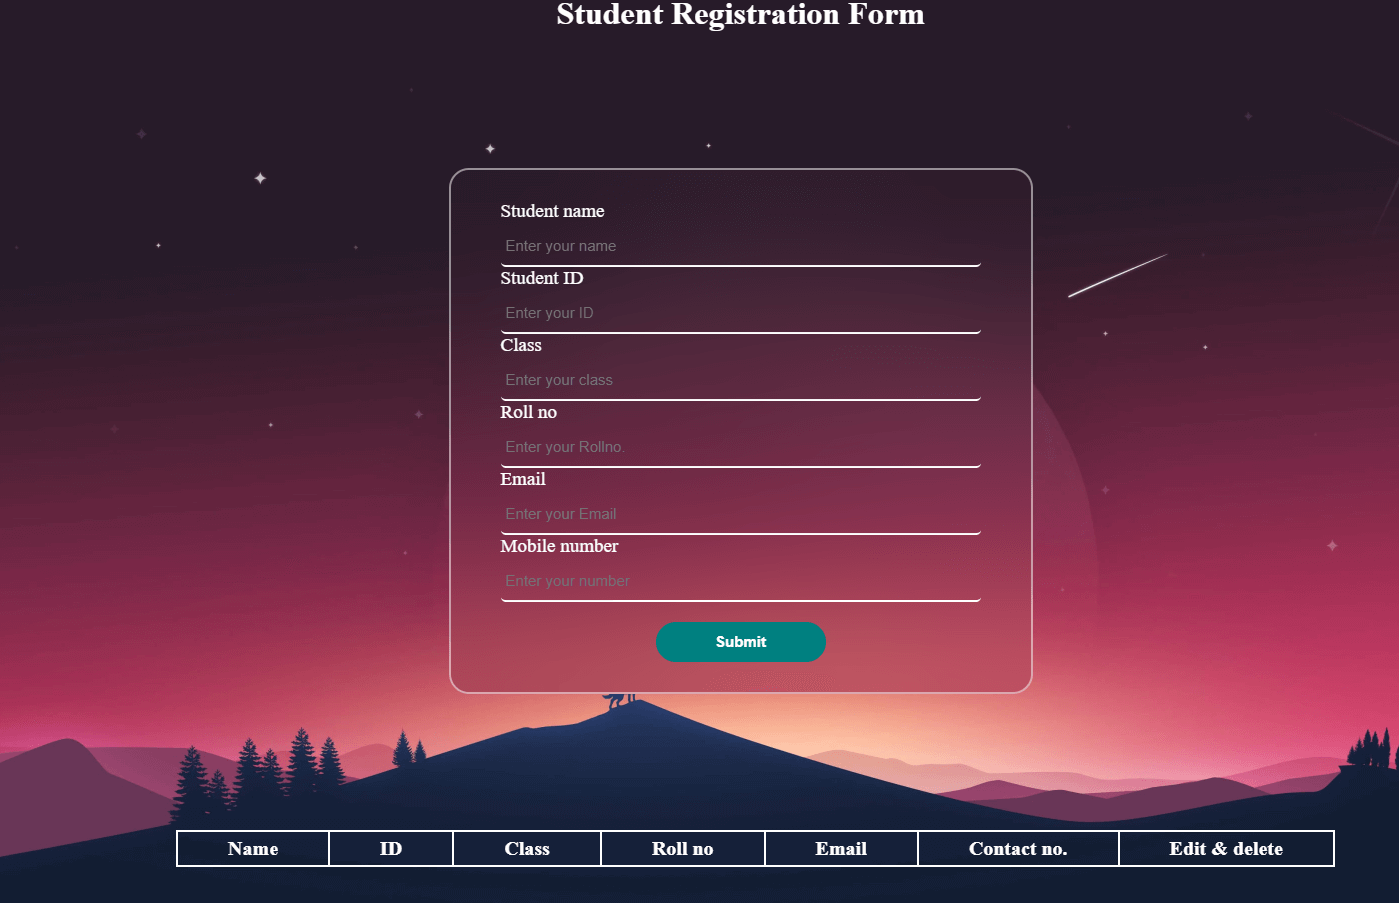 Student Registration Form
Student name
Enter your name
Student ID
Enter your ID
Class
Enter your class
Roll no
Enter your Rollno.
Email
Enter your Email
Mobile number
Enter your number
Submit
Name ID Class Roll no Email Contact no. Edit & delete